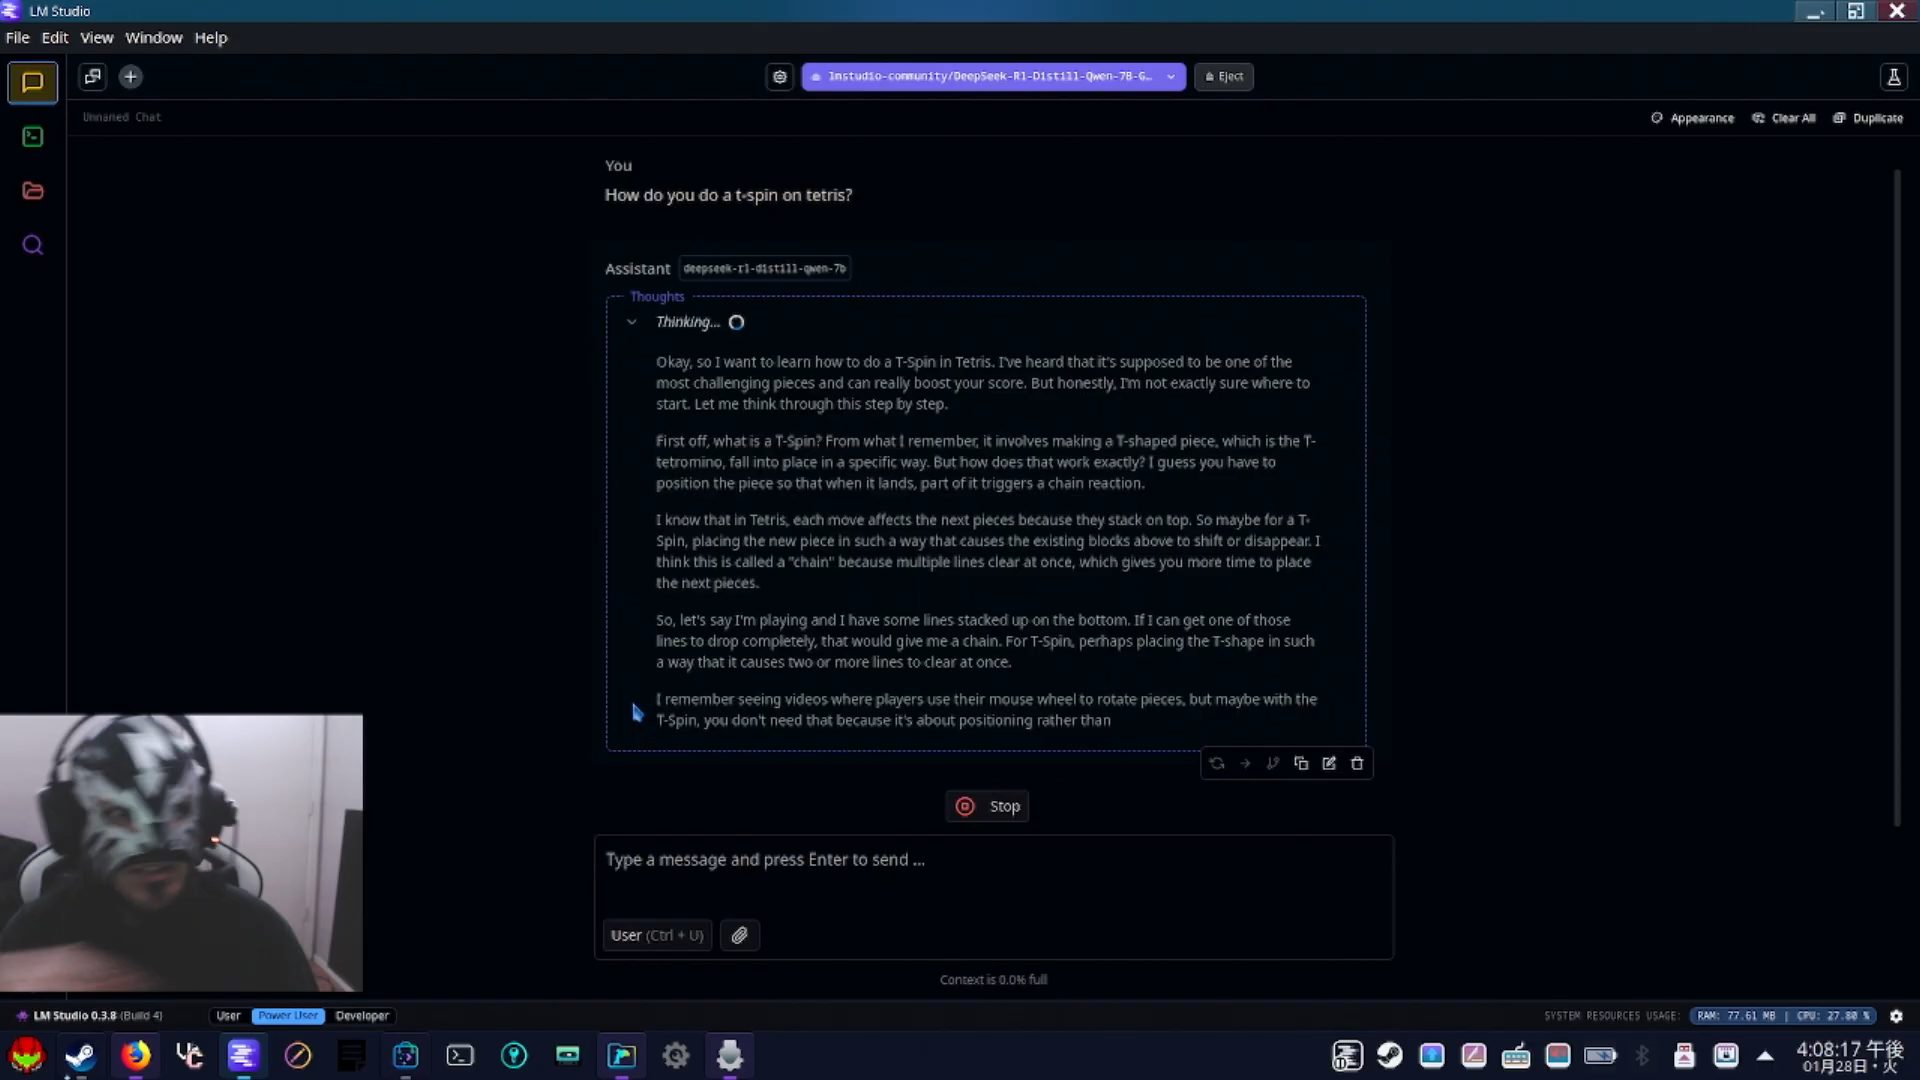 LM Studio
File Edit View Window Help
lmstudio-community/DeepSeek-R1-Distill-Qwen-7B-G... Eject
Unnamed Chat
Appearance Clear All Duplicate
You
How do you do a t-spin on tetris?
Assistant deepseek-r1-distill-qwen-7b
Thoughts
Thinking...
Okay, so I want to learn how to do a T-Spin in Tetris. I've heard that it's supposed to be one of the
most challenging pieces and can really boost your score. But honestly, I'm not exactly sure where to
start. Let me think through this step by step.
First off, what is a T-Spin? From what I remember, it involves making a T-shaped piece, which is the T-
tetromino, fall into place in a specific way. But how does that work exactly? I guess you have to
position the piece so that when it lands, part of it triggers a chain reaction.
I know that in Tetris, each move affects the next pieces because they stack on top. So maybe for a T-
Spin, placing the new piece in such a way that causes the existing blocks above to shift or disappear. I
think this is called a "chain" because multiple lines clear at once, which gives you more time to place
the next pieces.
So, let's say I'm playing and I have some lines stacked up on the bottom. If I can get one of those
lines to drop completely, that would give me a chain. For T-Spin, perhaps placing the T-shape in such
a way that it causes two or more lines to clear at once.
I remember seeing videos where players use their mouse wheel to rotate pieces, but maybe with the
T-Spin, you don't need that because it's about positioning rather than
Stop
Type a message and press Enter to send ...
User (Ctrl + U)
Context is 0.0% full
LM Studio 0.3.8 (Build 4) User Power User Developer
SYSTEM RESOURCES USAGE: RAM: 77.61 MB | CPU: 27.80 %
4:08:17 午後
01月28日・火